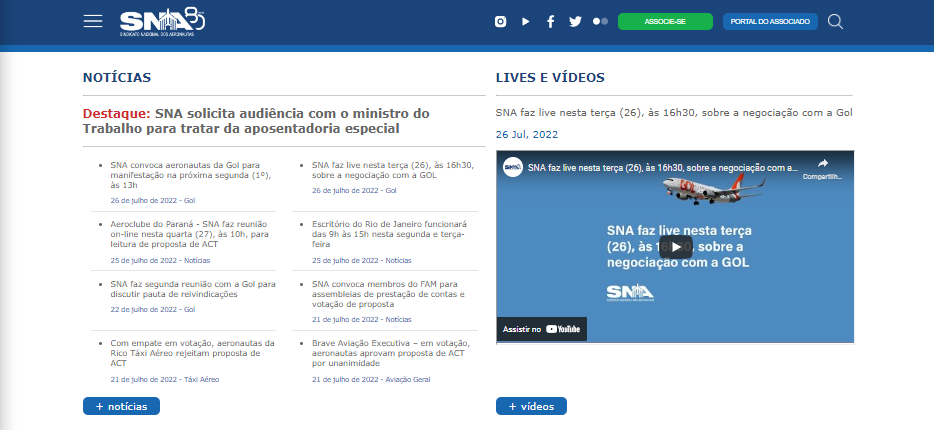 SNA
SINDICATO NACIONAL DOS AERONAUTAS
ASSOCIE-SE
PORTAL DO ASSOCIADO
NOTÍCIAS
Destaque: SNA solicita audiência com o ministro do
Trabalho para tratar da aposentadoria especial
SNA convoca aeronautas da Gol para
manifestação na próxima segunda (1º),
às 13h
26 de julho de 2022 - Gol
SNA faz live nesta terça (26), às 16h30,
sobre a negociação com a GOL
26 de julho de 2022 - Gol
Aeroclube do Paraná - SNA faz reunião
on-line nesta quarta (27), às 10h, para
leitura de proposta de ACT
25 de julho de 2022 - Notícias
Escritório do Rio de Janeiro funcionará
das 9h às 15h nesta segunda e terça-
feira
25 de julho de 2022 - Notícias
SNA faz segunda reunião com a Gol para
discutir pauta de reivindicações
22 de julho de 2022 - Gol
SNA convoca membros do FAM para
assembleias de prestação de contas e
votação de proposta
21 de julho de 2022 - Notícias
Com empate em votação, aeronautas da
Rico Táxi Aéreo rejeitam proposta de
ACT
21 de julho de 2022 - Táxi Aéreo
Brave Aviação Executiva – em votação,
aeronautas aprovam proposta de ACT
por unanimidade
21 de julho de 2022 - Aviação Geral
+ notícias
LIVES E VÍDEOS
SNA faz live nesta terça (26), às 16h30, sobre a negociação com a Gol
26 Jul, 2022
SNA faz live nesta terça (26), às 16h30, sobre a negociação com a...
Compartilh...
SNA faz live nesta terça
(26), às 16h30, sobre a
negociação com a GOL
SNA
Assistir no YouTube
+ vídeos